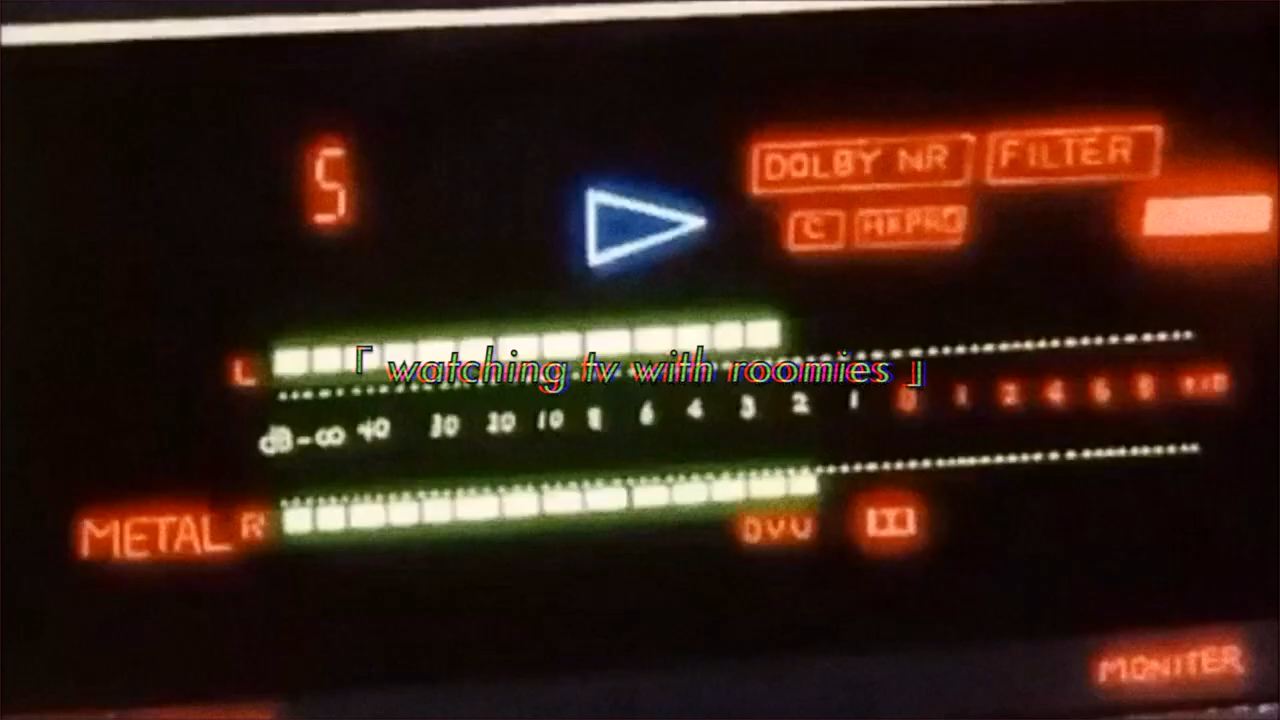 5
DOLBY NR FILTER
C HXPRO
「 watching tv with roomies 」
L
dB-∞ 40 30 20 10 8 6 4 3 2 1 0 1 2 4 6 8
METAL R
MONITER